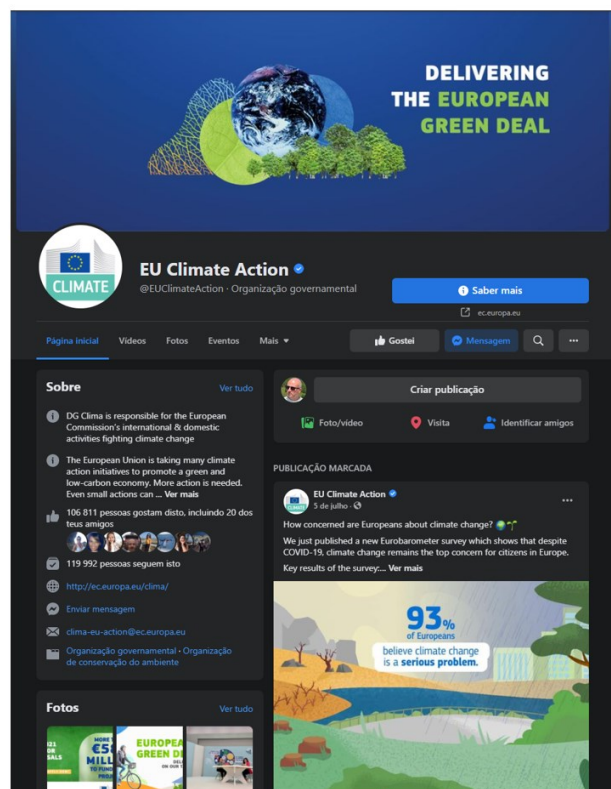 DELIVERING
THE EUROPEAN
GREEN DEAL
CLIMATE
EU Climate Action
@EUClimateAction · Organização governamental
Saber mais
ec.europa.eu
Página inicial
Vídeos
Fotos
Eventos
Mais
Gostei
Mensagem
Sobre
Ver tudo
DG Clima is responsible for the European
Commission's international & domestic
activities fighting climate change
The European Union is taking many climate
action initiatives to promote a green and
low-carbon economy. More action is needed.
Even small actions can ... Ver mais
106 811 pessoas gostam disto, incluindo 20 dos
teus amigos
119 992 pessoas seguem isto
http://ec.europa.eu/clima/
Enviar mensagem
clima-eu-action@ec.europa.eu
Organização governamental · Organização
de conservação do ambiente
Fotos
Ver tudo
MORE
€5
MILL
TO FUND
EUROPEA
GREEN D
Criar publicação
Foto/vídeo
Visita
Identificar amigos
PUBLICAÇÃO MARCADA
EU Climate Action
5 de julho ·
How concerned are Europeans about climate change?
We just published a new Eurobarometer survey which shows that despite
COVID-19, climate change remains the top concern for citizens in Europe.
Key results of the survey:... Ver mais
93%
of Europeans
believe climate change
is a serious problem.